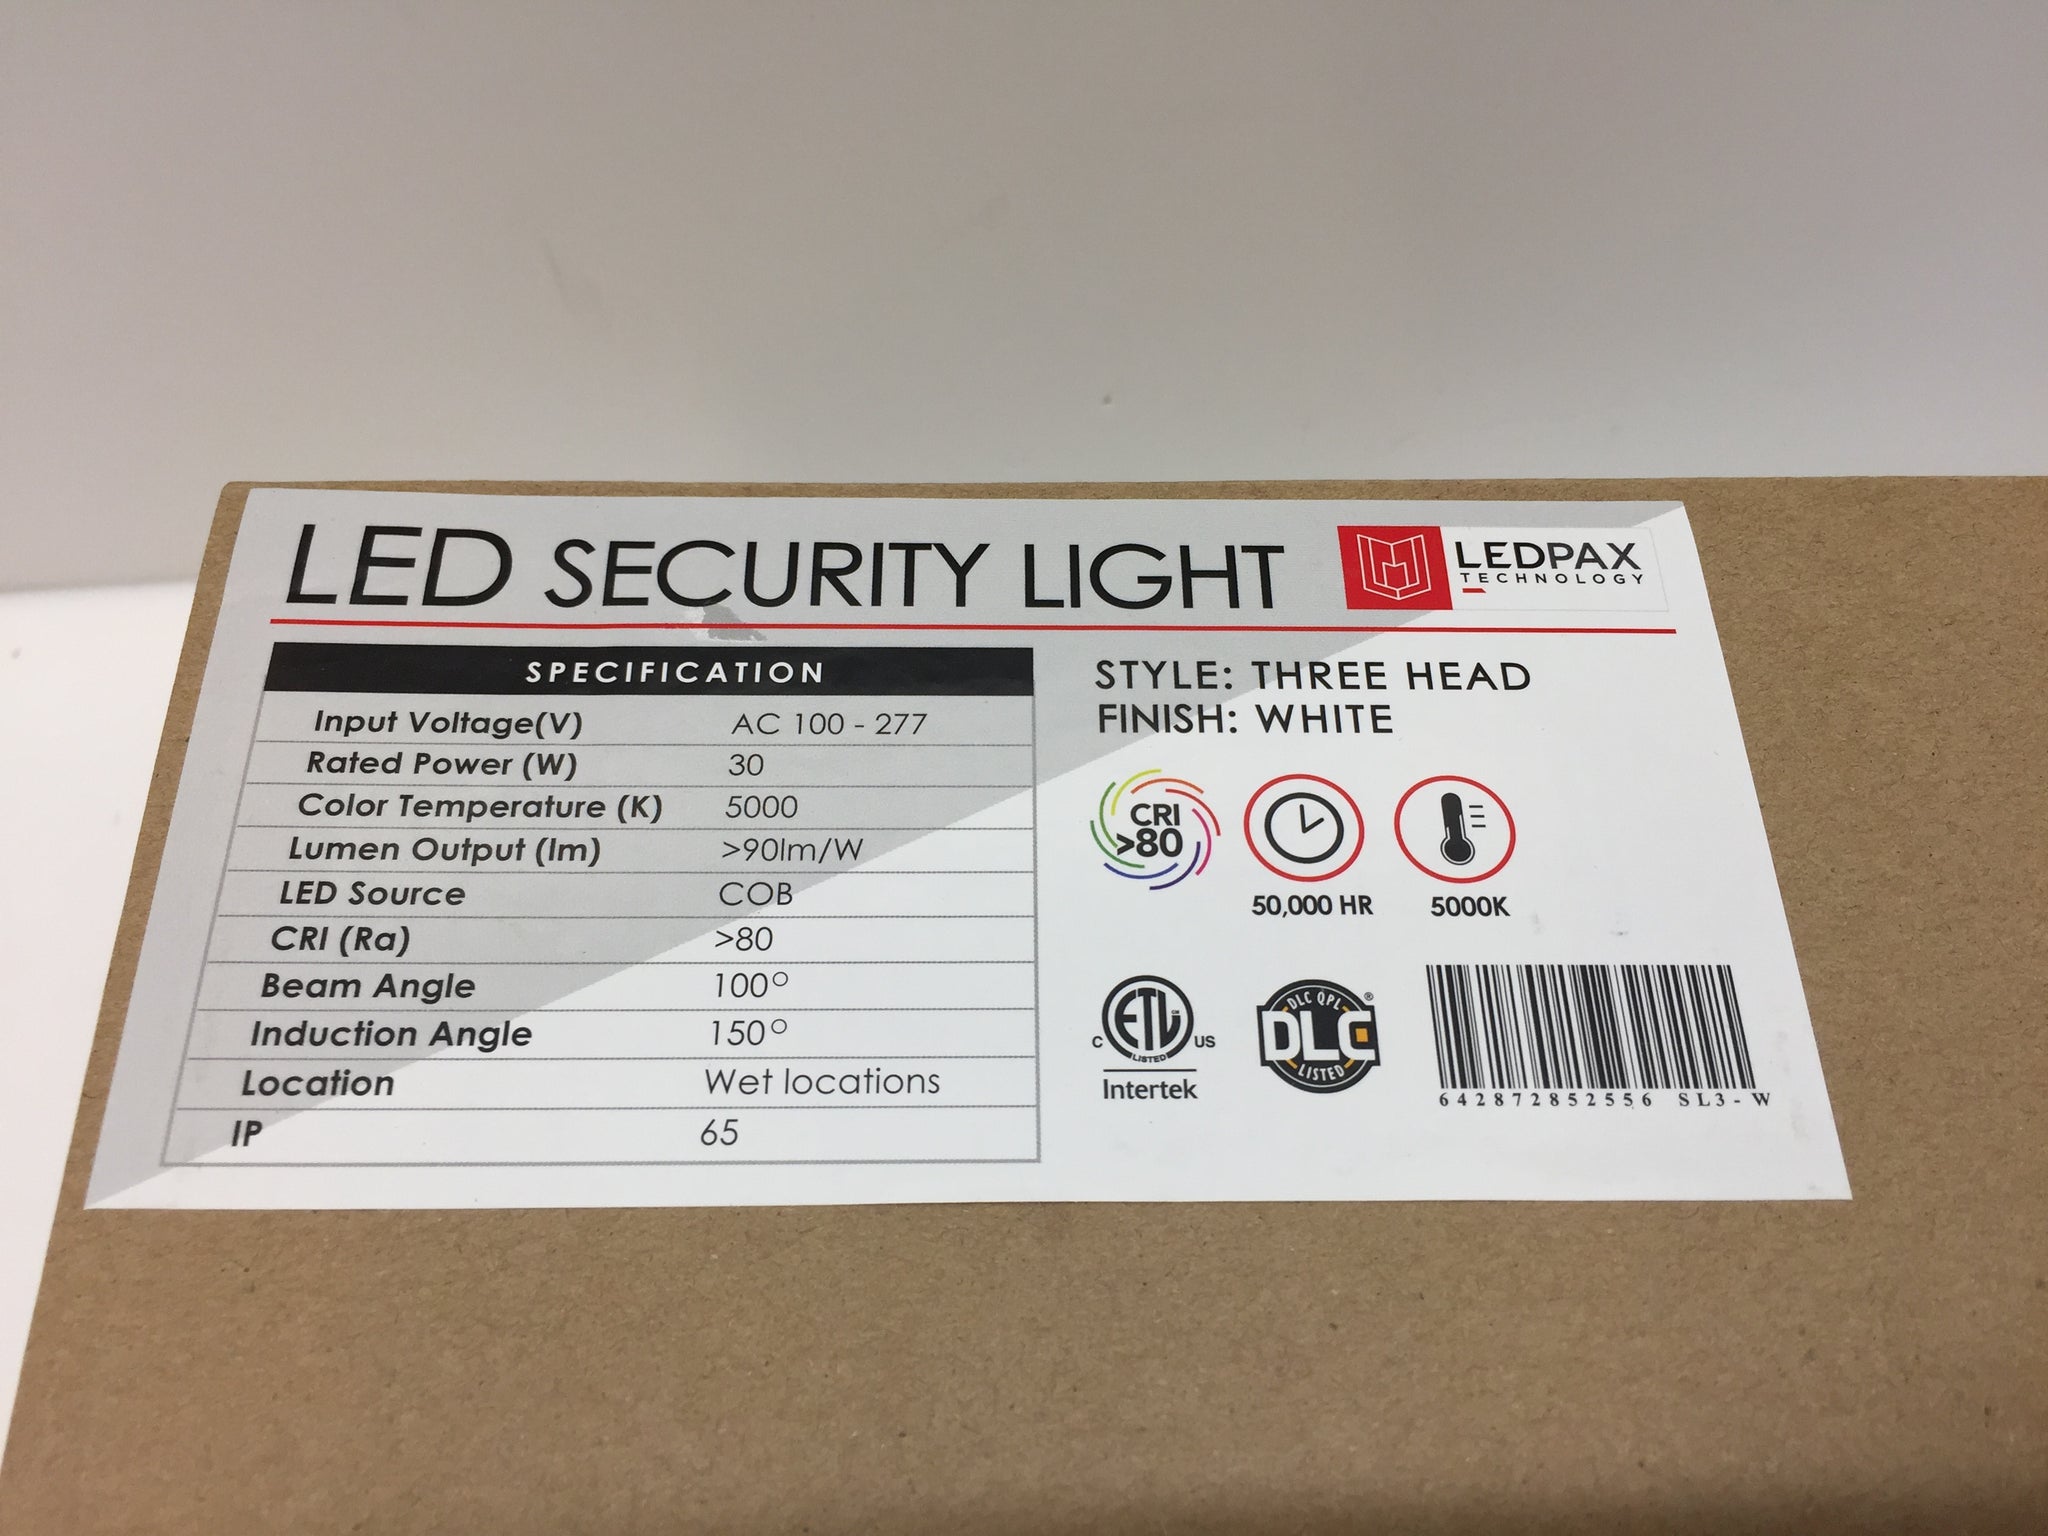 LED SECURITY LIGHT
LEDPAX
TECHNOLOGY
SPECIFICATION
Input Voltage(V) AC 100 - 277
Rated Power (W) 30
Color Temperature (K) 5000
Lumen Output (lm) >90lm/W
LED Source COB
CRI (Ra) >80
Beam Angle 100°
Induction Angle 150°
Location Wet locations
IP 65
STYLE: THREE HEAD
FINISH: WHITE
CRI
>80
50,000 HR
5000K
ETL
C US
LISTED
Intertek
DLC QPL ®
DLC
LISTED
642872852556 SL3-W